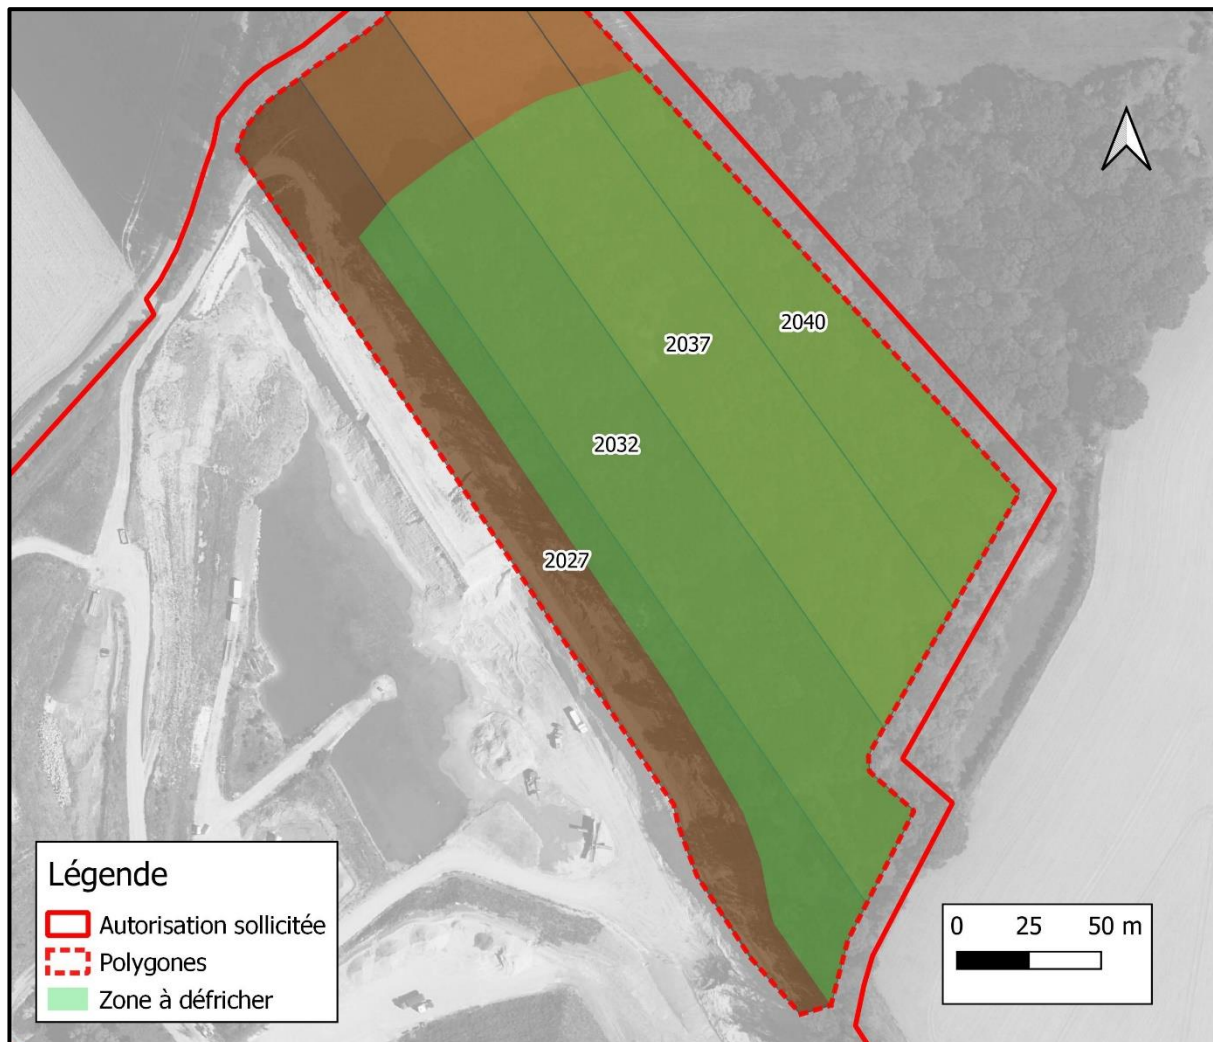 2040
2037
2032
2027
Légende
Autorisation sollicitée
Polygones
Zone à défricher
0 25 50 m